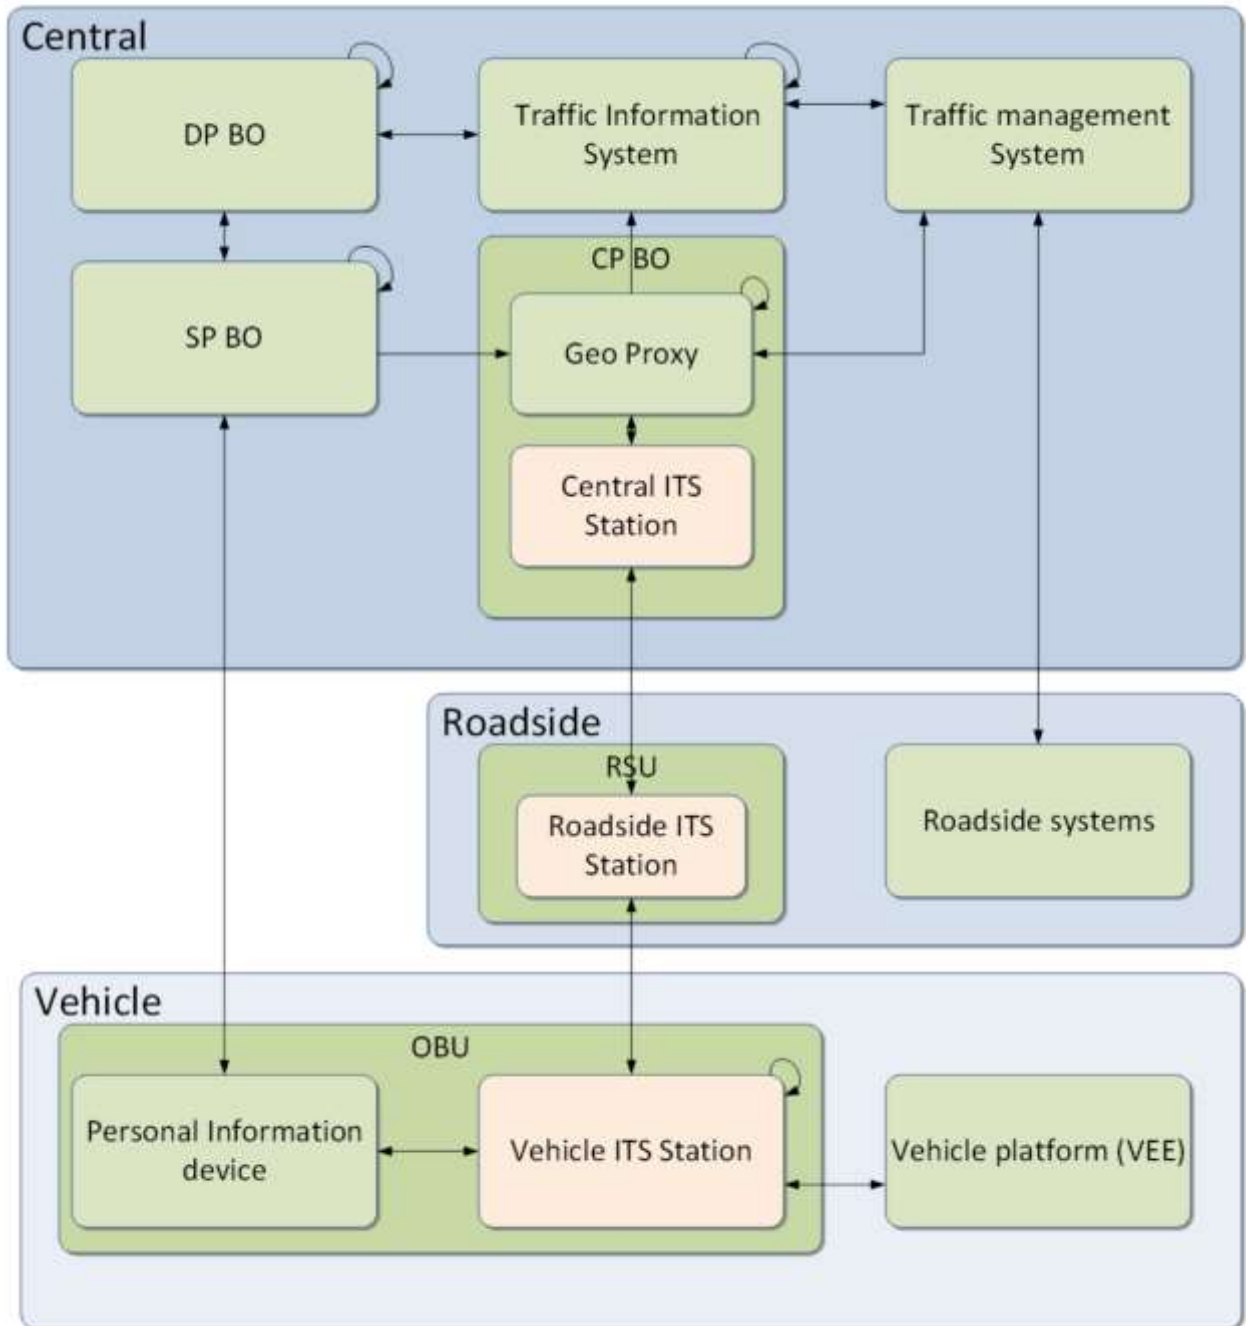 Central
DP BO
Traffic Information
System
Traffic management
System
CP BO
SP BO
Geo Proxy
Central ITS
Station
Roadside
RSU
Roadside ITS
Station
Roadside systems
Vehicle
OBU
Personal Information
device
Vehicle ITS Station
Vehicle platform (VEE)